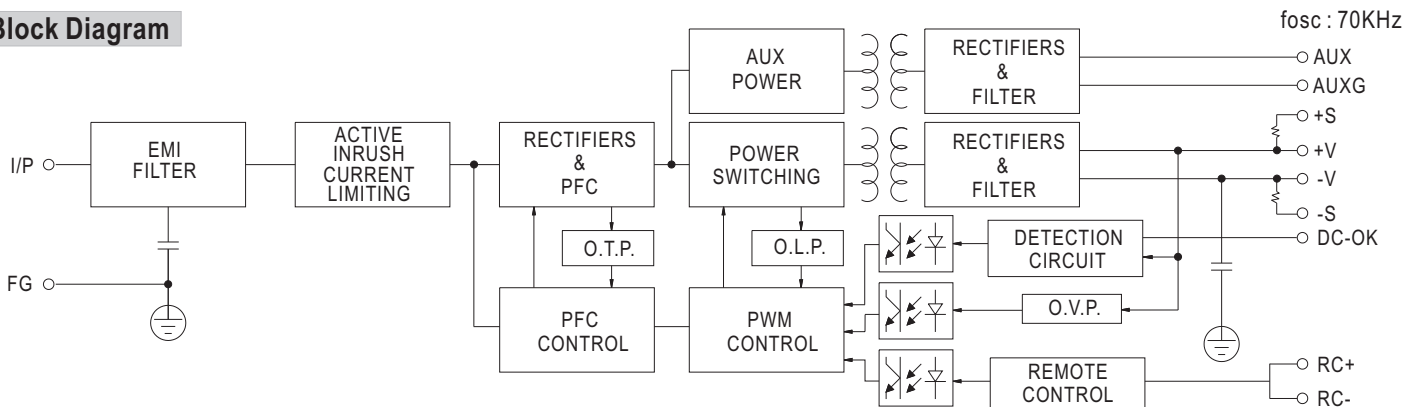 Block Diagram
fosc : 70KHz
I/P
FG
EMI
FILTER
ACTIVE
INRUSH
CURRENT
LIMITING
RECTIFIERS
&
PFC
O.T.P.
PFC
CONTROL
AUX
POWER
POWER
SWITCHING
O.L.P.
PWM
CONTROL
RECTIFIERS
&
FILTER
RECTIFIERS
&
FILTER
DETECTION
CIRCUIT
O.V.P.
REMOTE
CONTROL
AUX
AUXG
+S
+V
-V
-S
DC-OK
RC+
RC-